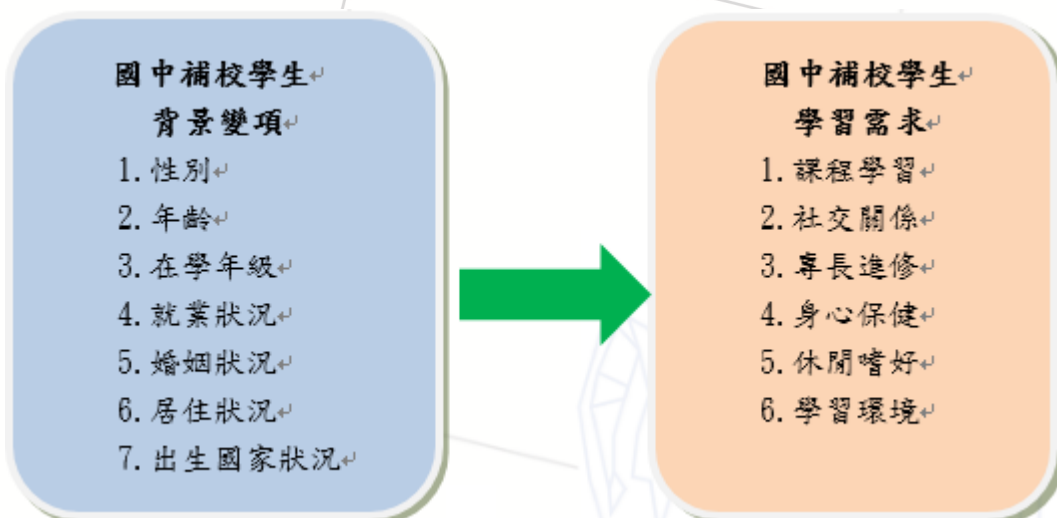 國中補校學生
背景變項
1.性別
2.年齡
3.在學年級
4.就業狀況
5.婚姻狀況
6.居住狀況
7.出生國家狀況
國中補校學生
學習需求
1.課程學習
2.社交關係
3.專長進修
4.身心保健
5.休閒嗜好
6.學習環境